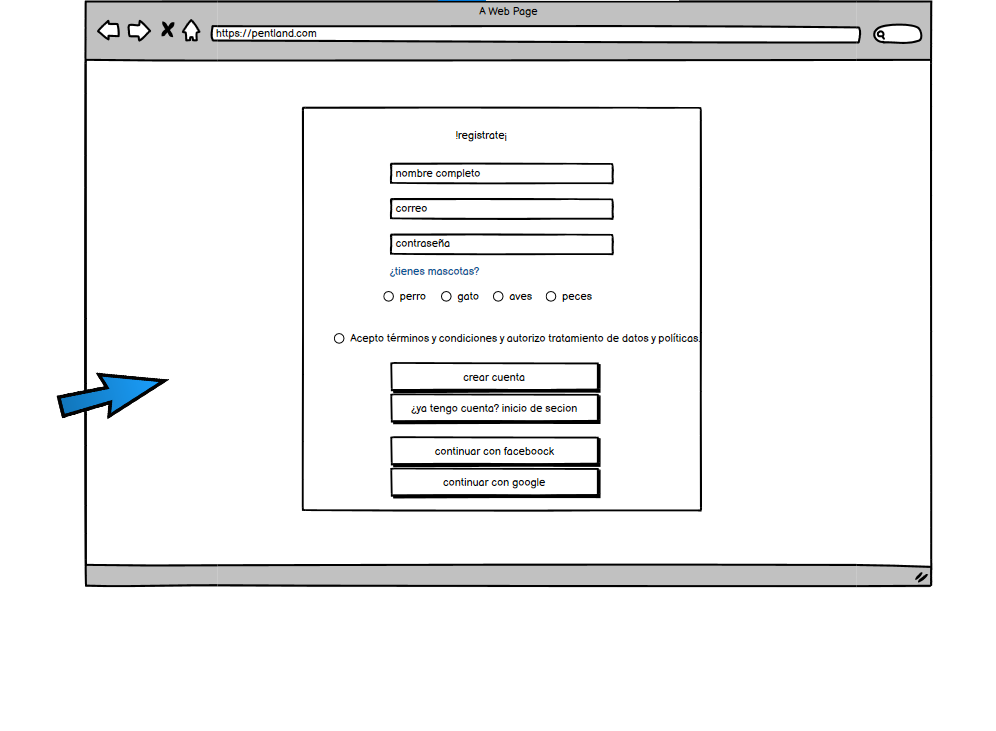 A Web Page
https://pentland.com
!registrate¡
nombre completo
correo
contraseña
¿tienes mascotas?
perro gato aves peces
Acepto términos y condiciones y autorizo tratamiento de datos y políticas.
crear cuenta
¿ya tengo cuenta? inicio de secion
continuar con faceboock
continuar con google